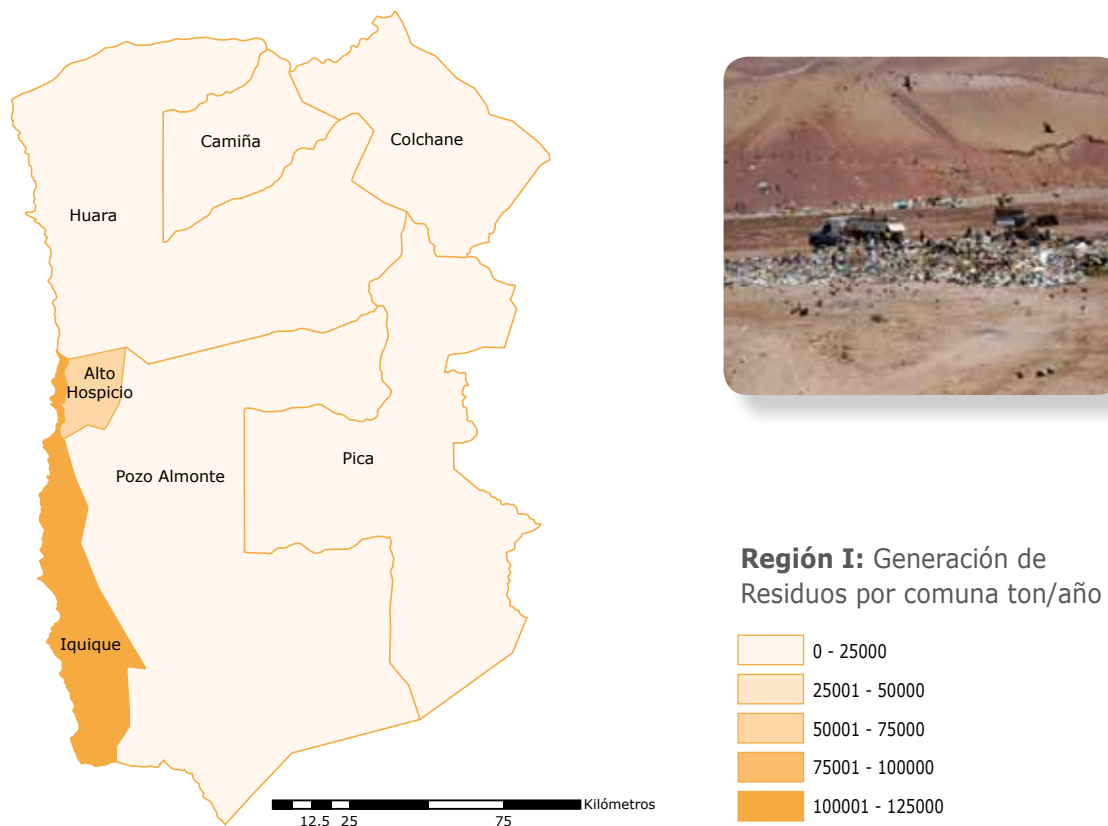 Camiña
Colchane
Huara
Alto
Hospicio
Pica
Pozo Almonte
Iquique
Kilómetros
12.5 25 75
Región I: Generación de
Residuos por comuna ton/año
0 - 25000
25001 - 50000
50001 - 75000
75001 - 100000
100001 - 125000